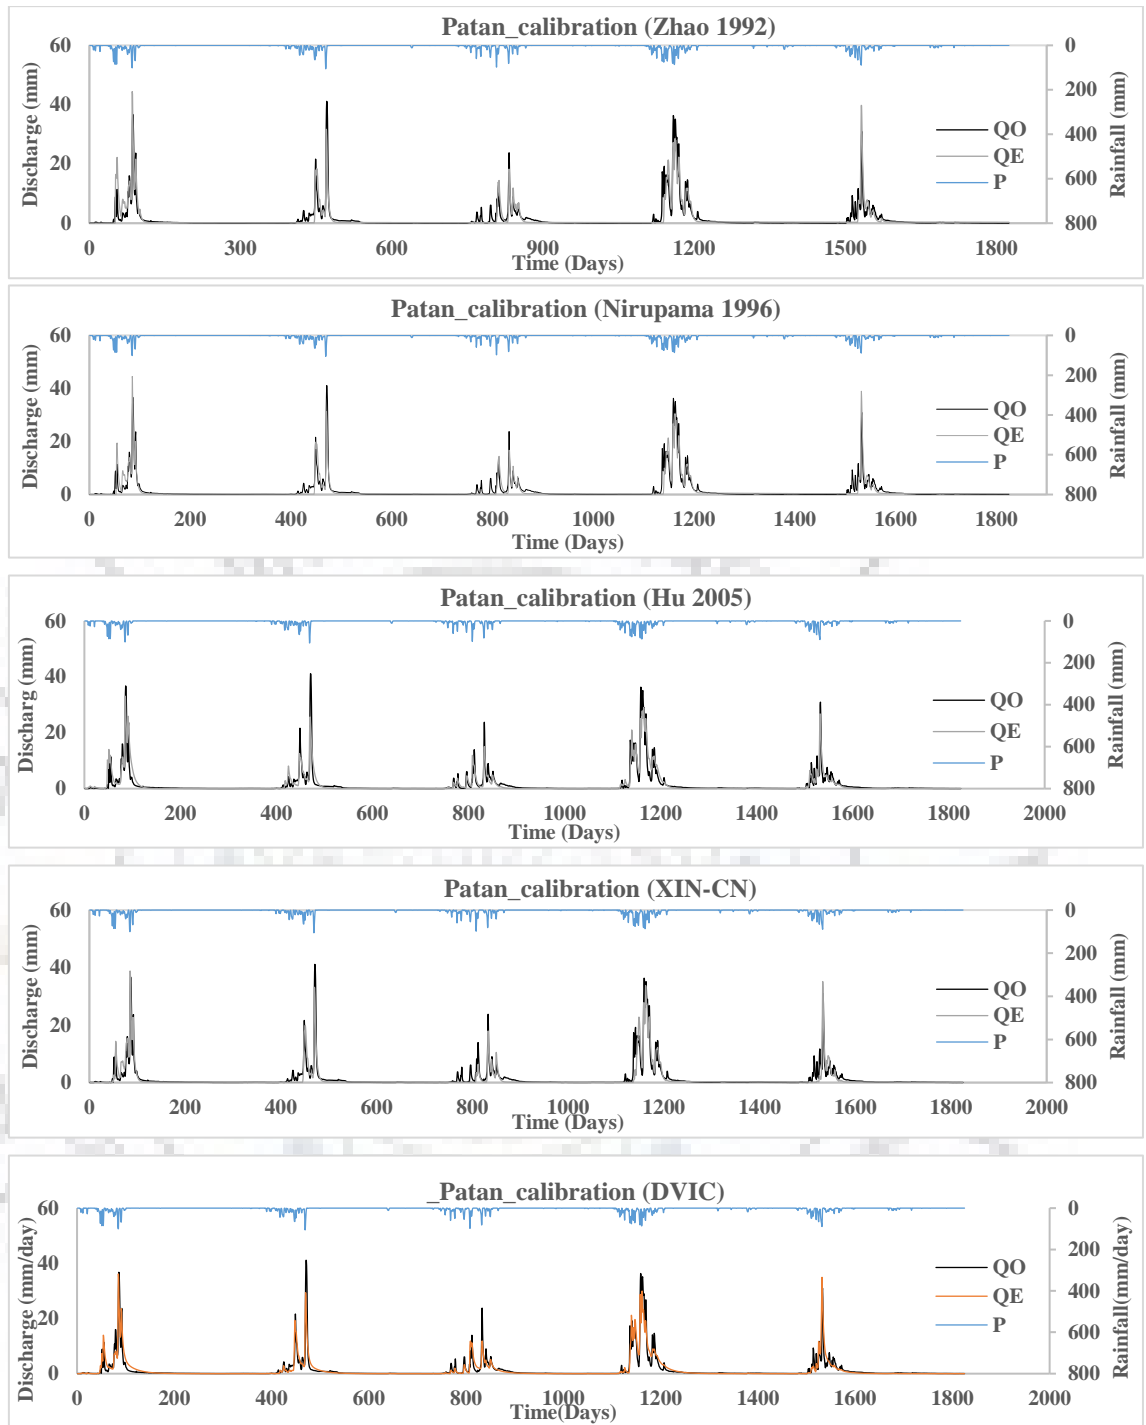 Patan_calibration (Zhao 1992)
60 0
200
40
400
20
600
0 800
Discharge (mm)
Rainfall (mm)
QO
QE
P
0 300 600 900 1200 1500 1800
Time (Days)
Patan_calibration (Nirupama 1996)
60 0
200
40
400
20
600
0 800
Discharge (mm)
Rainfall (mm)
QO
QE
P
0 200 400 600 800 1000 1200 1400 1600 1800
Time (Days)
Patan_calibration (Hu 2005)
60 0
200
40
400
20
600
0 800
Discharg (mm)
Rainfall (mm)
QO
QE
P
0 200 400 600 800 1000 1200 1400 1600 1800 2000
Time (Days)
Patan_calibration (XIN-CN)
60 0
200
40
400
20
600
0 800
Discharge (mm)
Rainfall (mm)
QO
QE
P
0 200 400 600 800 1000 1200 1400 1600 1800 2000
Time (Days)
_Patan_calibration (DVIC)
60 0
200
40
400
20
600
0 800
Discharge (mm/day)
Rainfall(mm/day)
QO
QE
P
0 200 400 600 800 1000 1200 1400 1600 1800 2000
Time(Days)